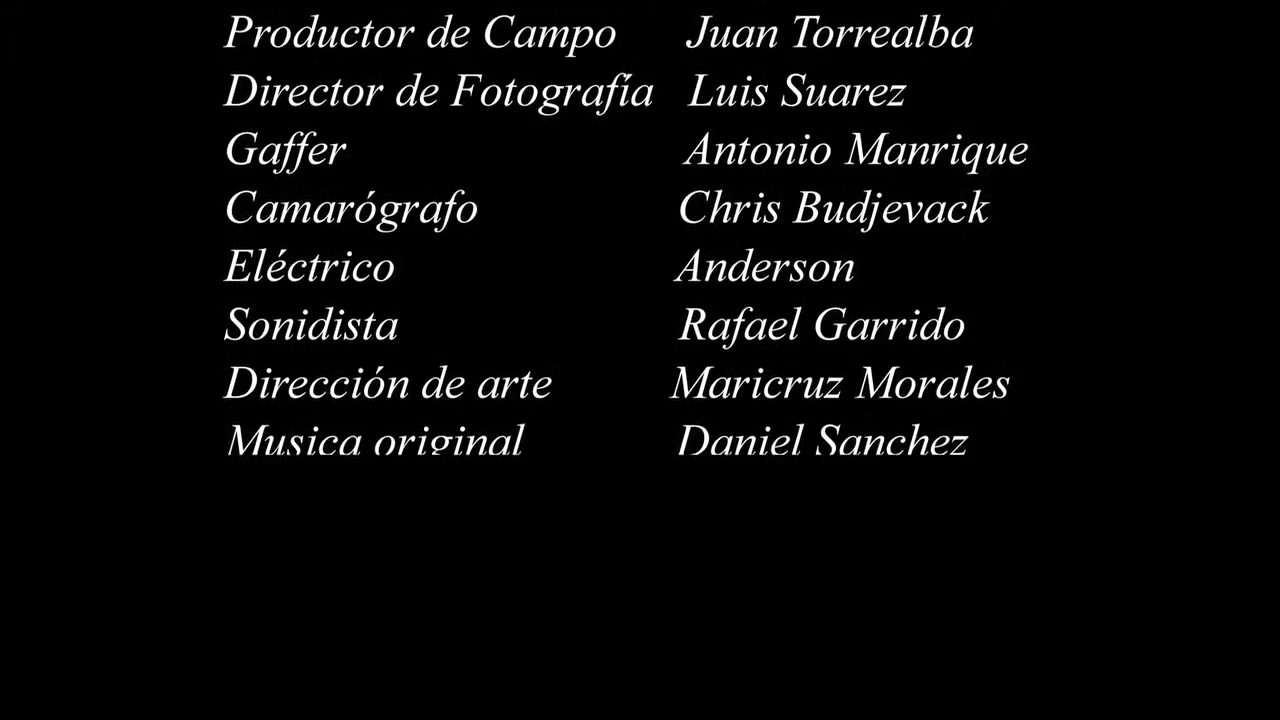 Productor de Campo Juan Torrealba
Director de Fotografía Luis Suarez
Gaffer Antonio Manrique
Camarógrafo Chris Budjevack
Eléctrico Anderson
Sonidista Rafael Garrido
Dirección de arte Maricruz Morales
Musica original Daniel Sanchez